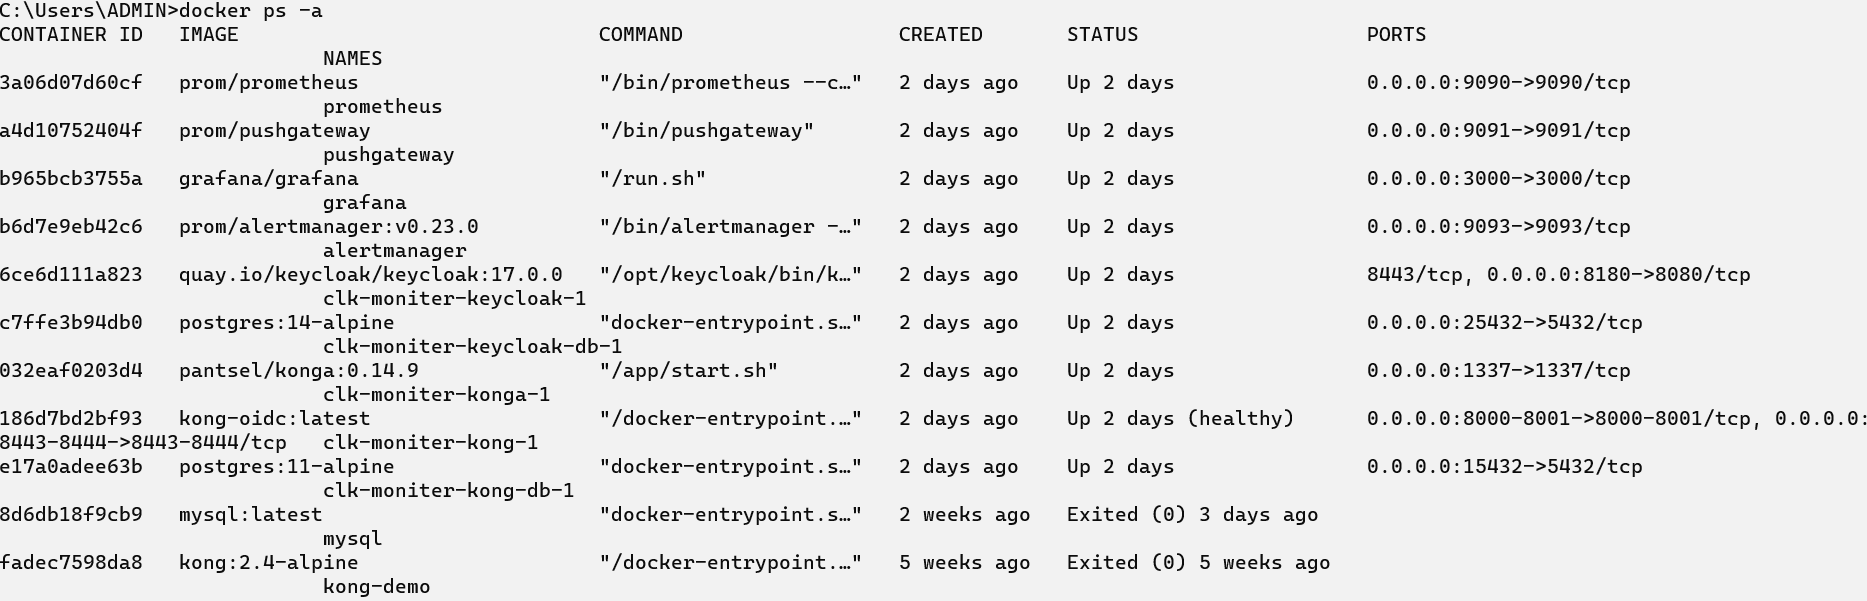 C:\Users\ADMIN>docker ps -a
CONTAINER ID   IMAGE                              COMMAND                  CREATED       STATUS                   PORTS
                           NAMES
3a06d07d60cf   prom/prometheus                    "/bin/prometheus --c…"   2 days ago    Up 2 days                0.0.0.0:9090->9090/tcp
                           prometheus
a4d10752404f   prom/pushgateway                   "/bin/pushgateway"       2 days ago    Up 2 days                0.0.0.0:9091->9091/tcp
                           pushgateway
b965bcb3755a   grafana/grafana                    "/run.sh"                2 days ago    Up 2 days                0.0.0.0:3000->3000/tcp
                           grafana
b6d7e9eb42c6   prom/alertmanager:v0.23.0          "/bin/alertmanager -…"   2 days ago    Up 2 days                0.0.0.0:9093->9093/tcp
                           alertmanager
6ce6d111a823   quay.io/keycloak/keycloak:17.0.0   "/opt/keycloak/bin/k…"   2 days ago    Up 2 days                8443/tcp, 0.0.0.0:8180->8080/tcp
                           clk-moniter-keycloak-1
c7ffe3b94db0   postgres:14-alpine                 "docker-entrypoint.s…"   2 days ago    Up 2 days                0.0.0.0:25432->5432/tcp
                           clk-moniter-keycloak-db-1
032eaf0203d4   pantsel/konga:0.14.9               "/app/start.sh"          2 days ago    Up 2 days                0.0.0.0:1337->1337/tcp
                           clk-moniter-konga-1
186d7bd2bf93   kong-oidc:latest                   "/docker-entrypoint.…"   2 days ago    Up 2 days (healthy)      0.0.0.0:8000-8001->8000-8001/tcp, 0.0.0.0:
8443-8444->8443-8444/tcp   clk-moniter-kong-1
e17a0adee63b   postgres:11-alpine                 "docker-entrypoint.s…"   2 days ago    Up 2 days                0.0.0.0:15432->5432/tcp
                           clk-moniter-kong-db-1
8d6db18f9cb9   mysql:latest                       "docker-entrypoint.s…"   2 weeks ago   Exited (0) 3 days ago
                           mysql
fadec7598da8   kong:2.4-alpine                    "/docker-entrypoint.…"   5 weeks ago   Exited (0) 5 weeks ago
                           kong-demo